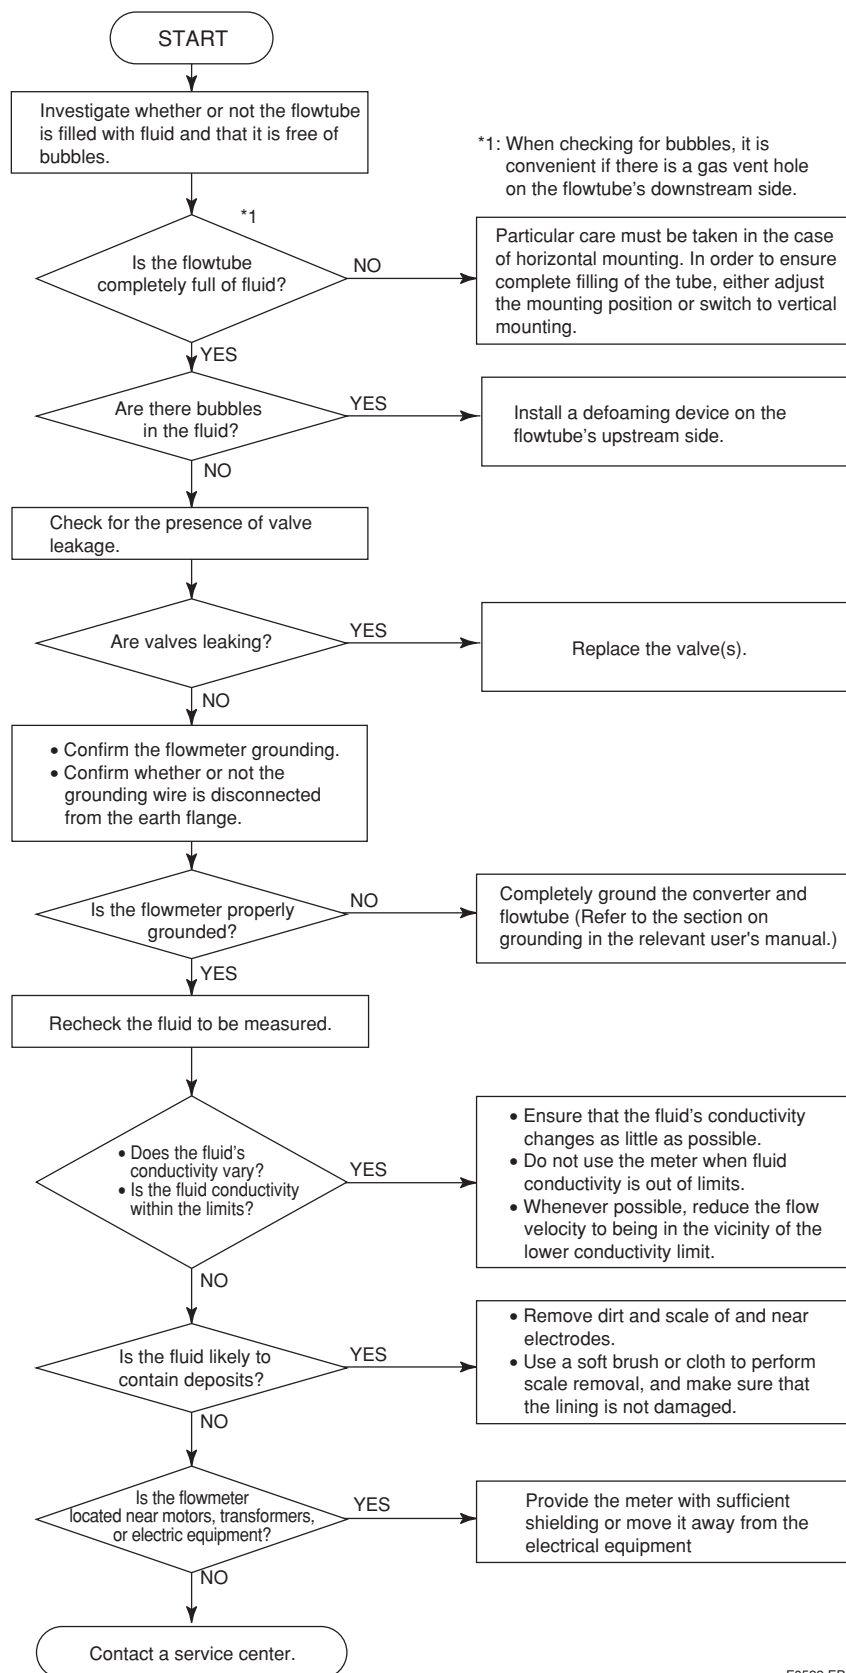 START
Investigate whether or not the flowtube
is filled with fluid and that it is free of
bubbles.
*1: When checking for bubbles, it is
convenient if there is a gas vent hole
on the flowtube's downstream side.
*1
Is the flowtube
completely full of fluid?
NO
Particular care must be taken in the case
of horizontal mounting. In order to ensure
complete filling of the tube, either adjust
the mounting position or switch to vertical
mounting.
YES
Are there bubbles
in the fluid?
YES
Install a defoaming device on the
flowtube's upstream side.
NO
Check for the presence of valve
leakage.
Are valves leaking?
YES
Replace the valve(s).
NO
• Confirm the flowmeter grounding.
• Confirm whether or not the
grounding wire is disconnected
from the earth flange.
Is the flowmeter properly
grounded?
NO
Completely ground the converter and
flowtube (Refer to the section on
grounding in the relevant user's manual.)
YES
Recheck the fluid to be measured.
• Does the fluid's
conductivity vary?
• Is the fluid conductivity
within the limits?
YES
• Ensure that the fluid's conductivity
changes as little as possible.
• Do not use the meter when fluid
conductivity is out of limits.
• Whenever possible, reduce the flow
velocity to being in the vicinity of the
lower conductivity limit.
NO
Is the fluid likely to
contain deposits?
YES
• Remove dirt and scale of and near
electrodes.
• Use a soft brush or cloth to perform
scale removal, and make sure that
the lining is not damaged.
NO
Is the flowmeter
located near motors, transformers,
or electric equipment?
YES
Provide the meter with sufficient
shielding or move it away from the
electrical equipment
NO
Contact a service center.